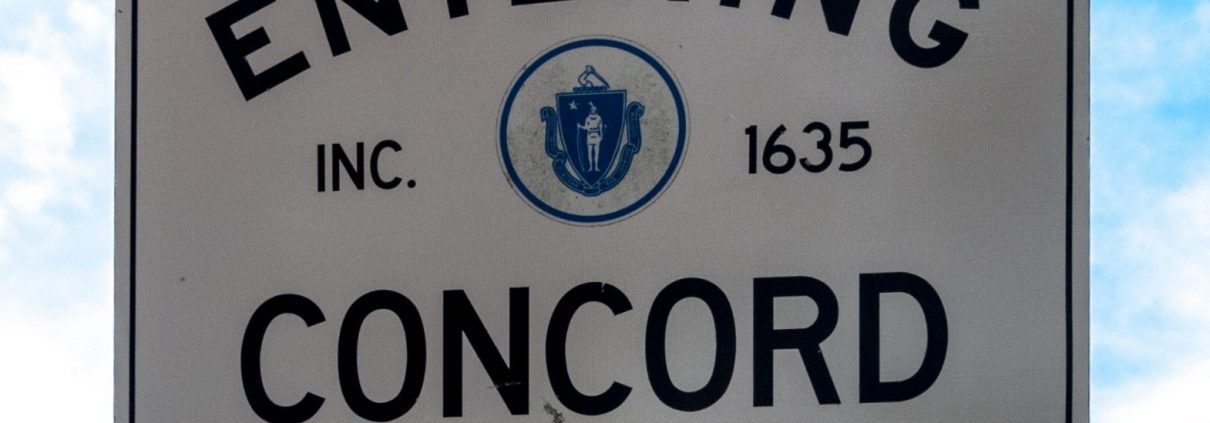 ENTERING
INC. 1635
CONCORD